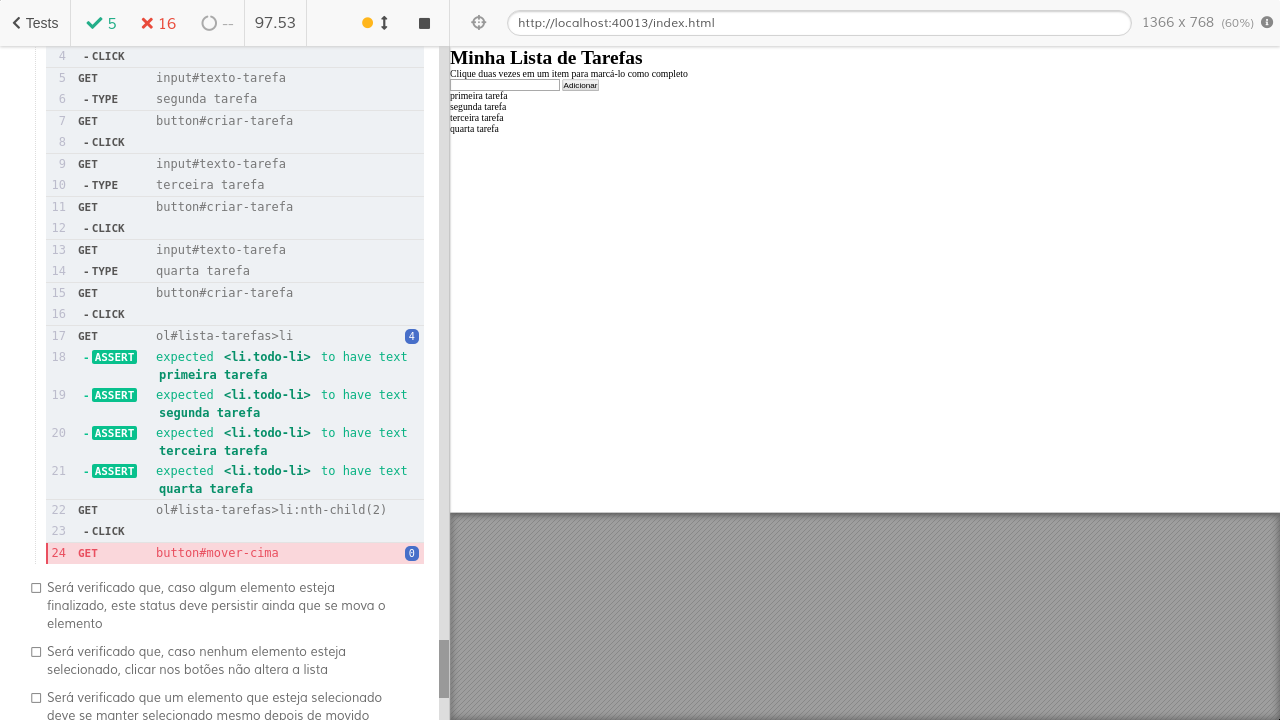 Tests 5 16 -- 97.53
http://localhost:40013/index.html 1366 x 768 (60%)
4 - CLICK
5 GET input#texto-tarefa
6 - TYPE segunda tarefa
7 GET button#criar-tarefa
8 - CLICK
9 GET input#texto-tarefa
10 - TYPE terceira tarefa
11 GET button#criar-tarefa
12 - CLICK
13 GET input#texto-tarefa
14 - TYPE quarta tarefa
15 GET button#criar-tarefa
16 - CLICK
17 GET ol#lista-tarefas>li 4
18 - ASSERT expected <li.todo-li> to have text
primeira tarefa
19 - ASSERT expected <li.todo-li> to have text
segunda tarefa
20 - ASSERT expected <li.todo-li> to have text
terceira tarefa
21 - ASSERT expected <li.todo-li> to have text
quarta tarefa
22 GET ol#lista-tarefas>li:nth-child(2)
23 - CLICK
24 GET button#mover-cima 0
Será verificado que, caso algum elemento esteja
finalizado, este status deve persistir ainda que se mova o
elemento
Será verificado que, caso nenhum elemento esteja
selecionado, clicar nos botões não altera a lista
Será verificado que um elemento que esteja selecionado
deve se manter selecionado mesmo depois de movido
Minha Lista de Tarefas
Clique duas vezes em um item para marcá-lo como completo
Adicionar
primeira tarefa
segunda tarefa
terceira tarefa
quarta tarefa